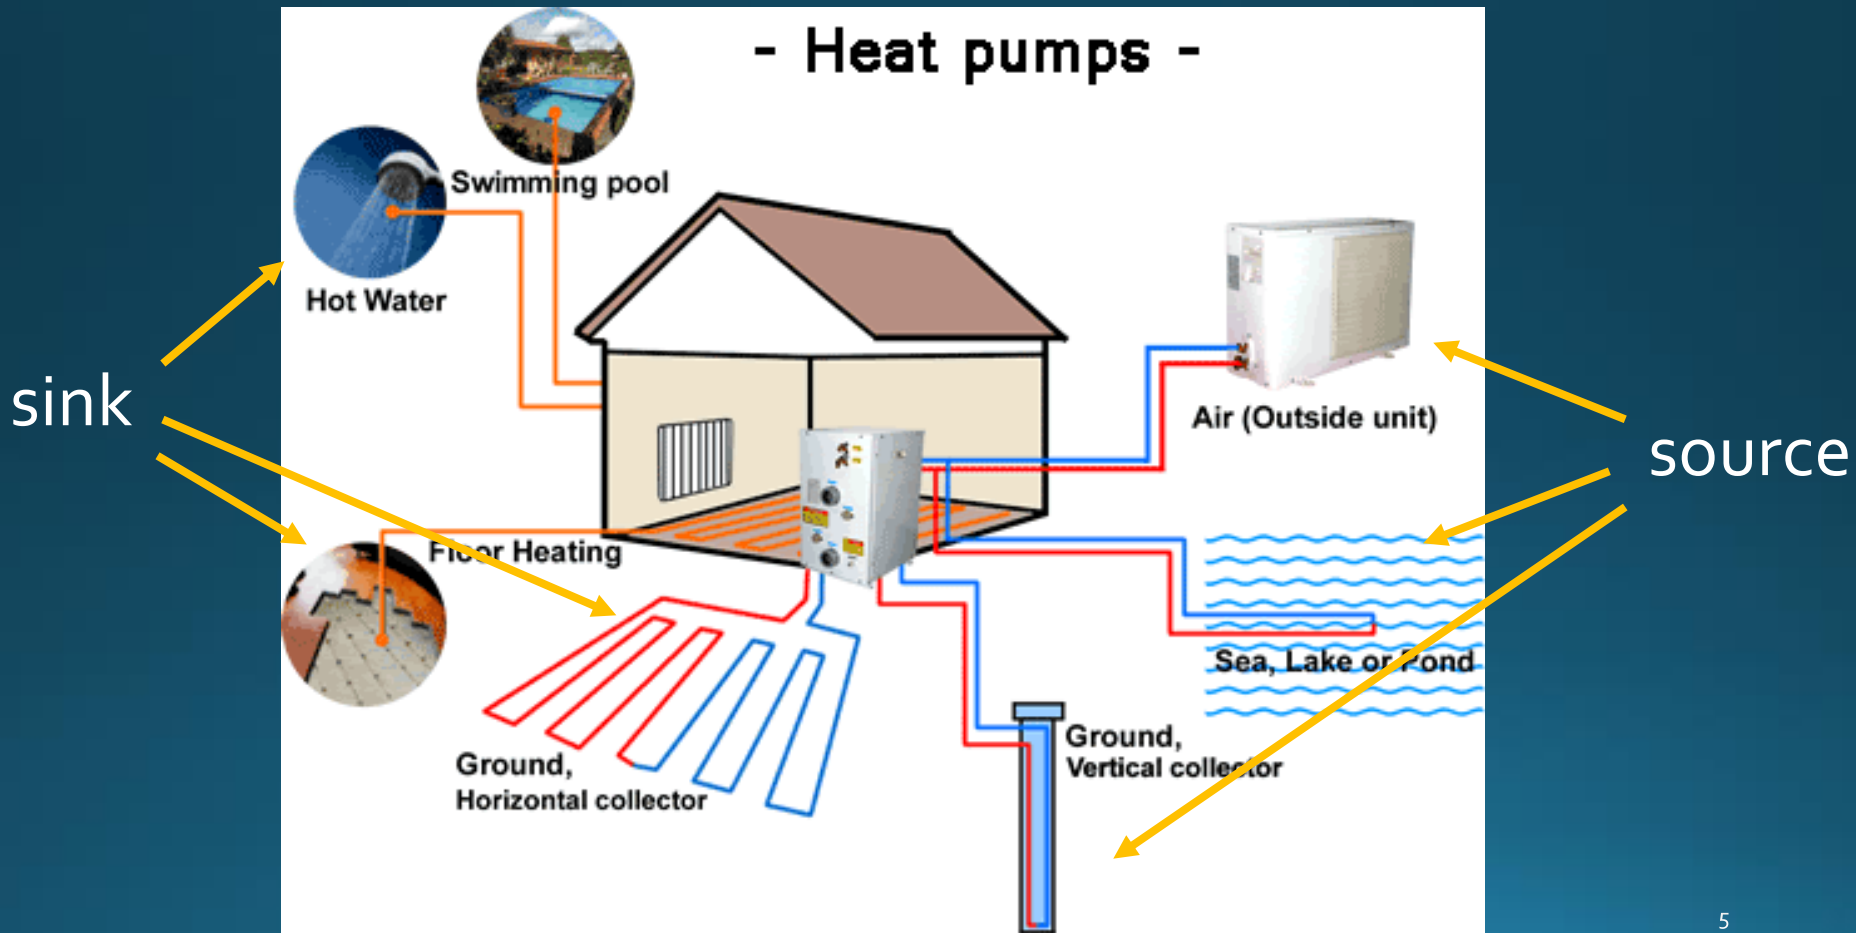 - Heat pumps -
Swimming pool
Hot Water
sink
Air (Outside unit)
source
Floor Heating
Sea, Lake or Pond
Ground,
Vertical collector
Ground,
Horizontal collector
5